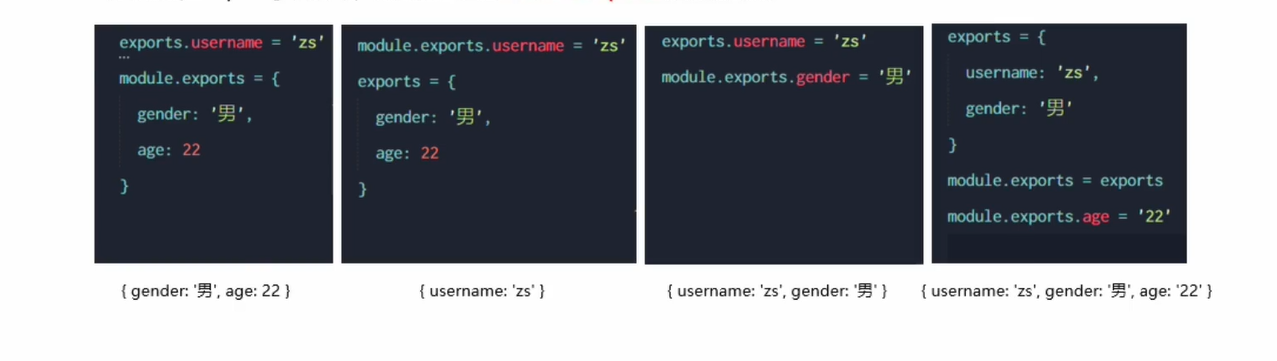 exports.username = 'zs'
module.exports = {
gender: '男',
age: 22
}
module.exports.username = 'zs'
exports = {
gender: '男',
age: 22
}
exports.username = 'zs'
module.exports.gender = '男'
exports = {
username: 'zs',
gender: '男'
}
module.exports = exports
module.exports.age = '22'
{ gender: '男', age: 22 }
{ username: 'zs' }
{ username: 'zs', gender: '男' }
{ username: 'zs', gender: '男', age: '22' }